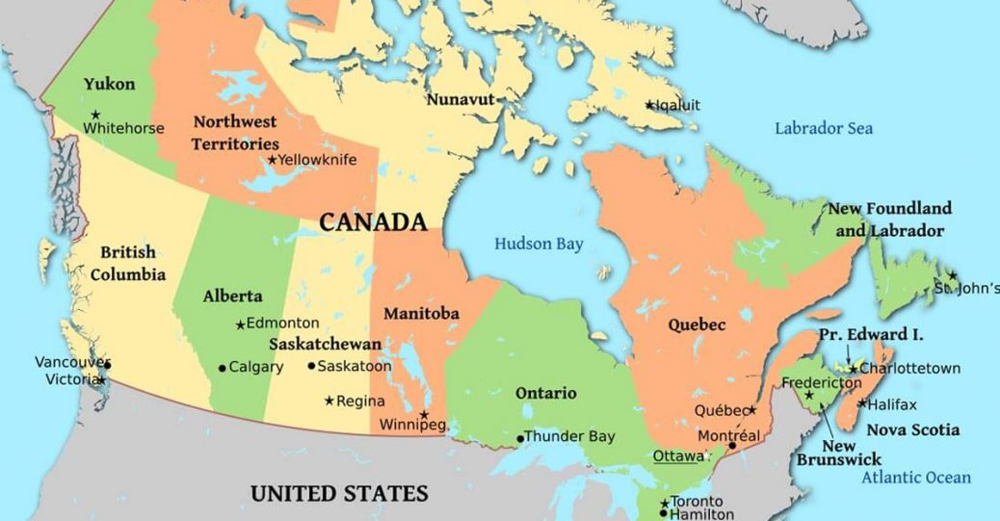 Yukon
Whitehorse
Northwest
Territories
Yellowknife
Nunavut
Iqaluit
Labrador Sea
CANADA
Hudson Bay
New Foundland
and Labrador
St. John's
British
Columbia
Alberta
Edmonton
Calgary
Saskatchewan
Saskatoon
Regina
Manitoba
Winnipeg
Vancouver
Victoria
Ontario
Thunder Bay
Quebec
Québec
Montréal
Ottawa
Toronto
Hamilton
Pr. Edward I.
Charlottetown
Fredericton
Halifax
Nova Scotia
New
Brunswick
Atlantic Ocean
UNITED STATES